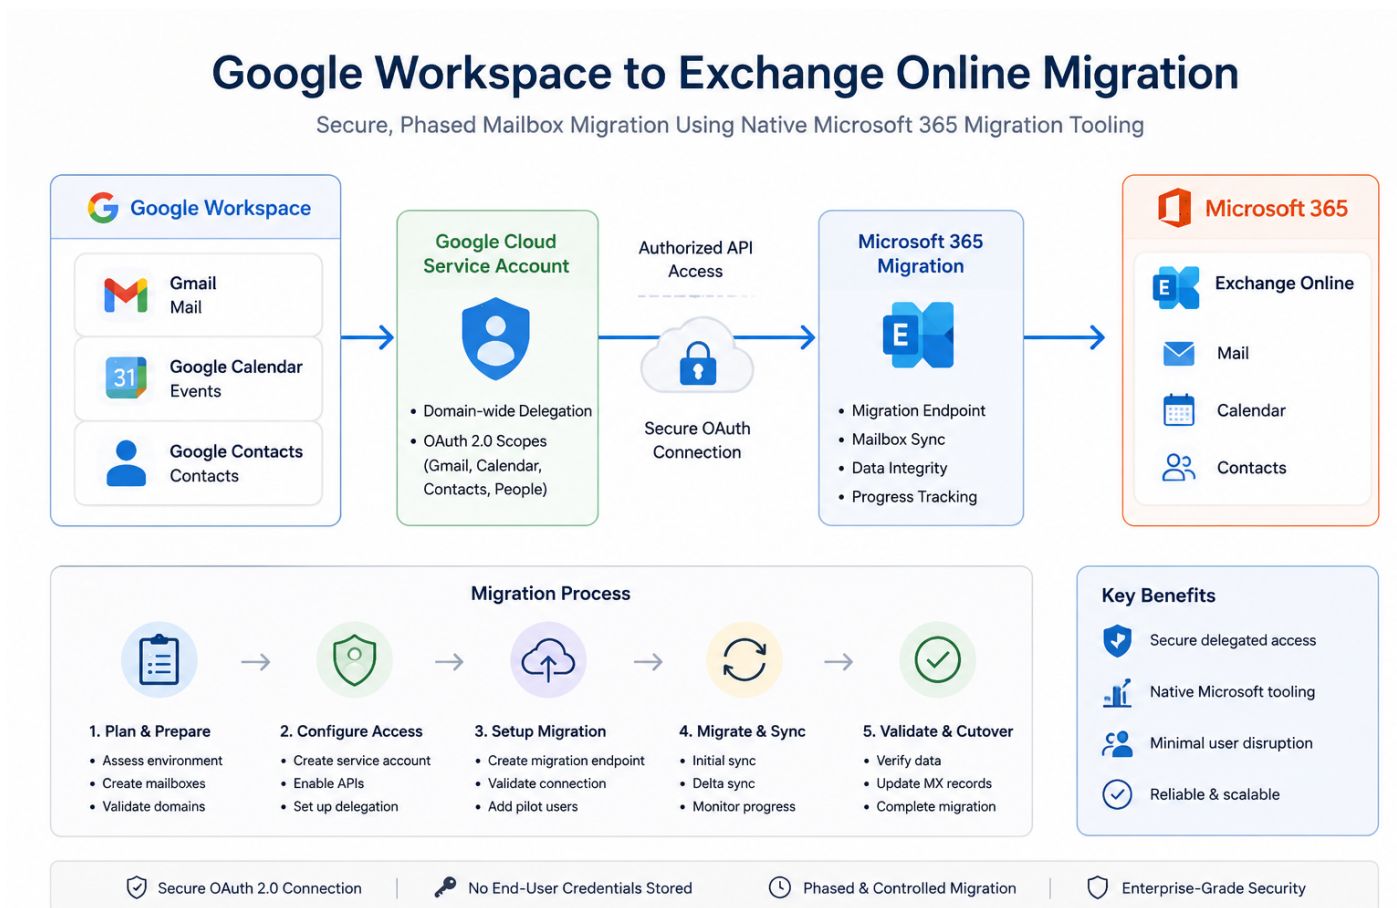 Google Workspace to Exchange Online Migration
Secure, Phased Mailbox Migration Using Native Microsoft 365 Migration Tooling
Google Workspace
Gmail
Mail
31
Google Calendar
Events
Google Contacts
Contacts
Google Cloud
Service Account
• Domain-wide Delegation
• OAuth 2.0 Scopes
(Gmail, Calendar,
Contacts, People)
Authorized API
Access
Secure OAuth
Connection
Microsoft 365
Migration
E
• Migration Endpoint
• Mailbox Sync
• Data Integrity
• Progress Tracking
Microsoft 365
E
Exchange Online
Mail
Calendar
Contacts
Migration Process
1. Plan & Prepare
• Assess environment
• Create mailboxes
• Validate domains
2. Configure Access
• Create service account
• Enable APIs
• Set up delegation
3. Setup Migration
• Create migration endpoint
• Validate connection
• Add pilot users
4. Migrate & Sync
• Initial sync
• Delta sync
• Monitor progress
5. Validate & Cutover
• Verify data
• Update MX records
• Complete migration
Key Benefits
Secure delegated access
Native Microsoft tooling
Minimal user disruption
Reliable & scalable
Secure OAuth 2.0 Connection
No End-User Credentials Stored
Phased & Controlled Migration
Enterprise-Grade Security